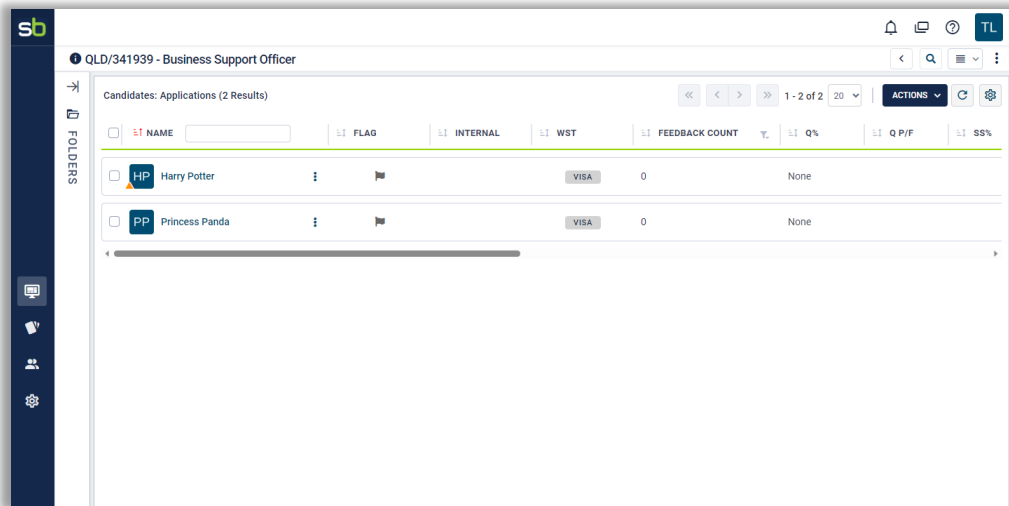 sb
TL
QLD/341939 - Business Support Officer
Candidates: Applications (2 Results)
1 - 2 of 2
20
ACTIONS
FOLDERS
NAME
FLAG
INTERNAL
WST
FEEDBACK COUNT
Q%
Q P/F
SS%
HP
Harry Potter
VISA
0
None
PP
Princess Panda
VISA
0
None